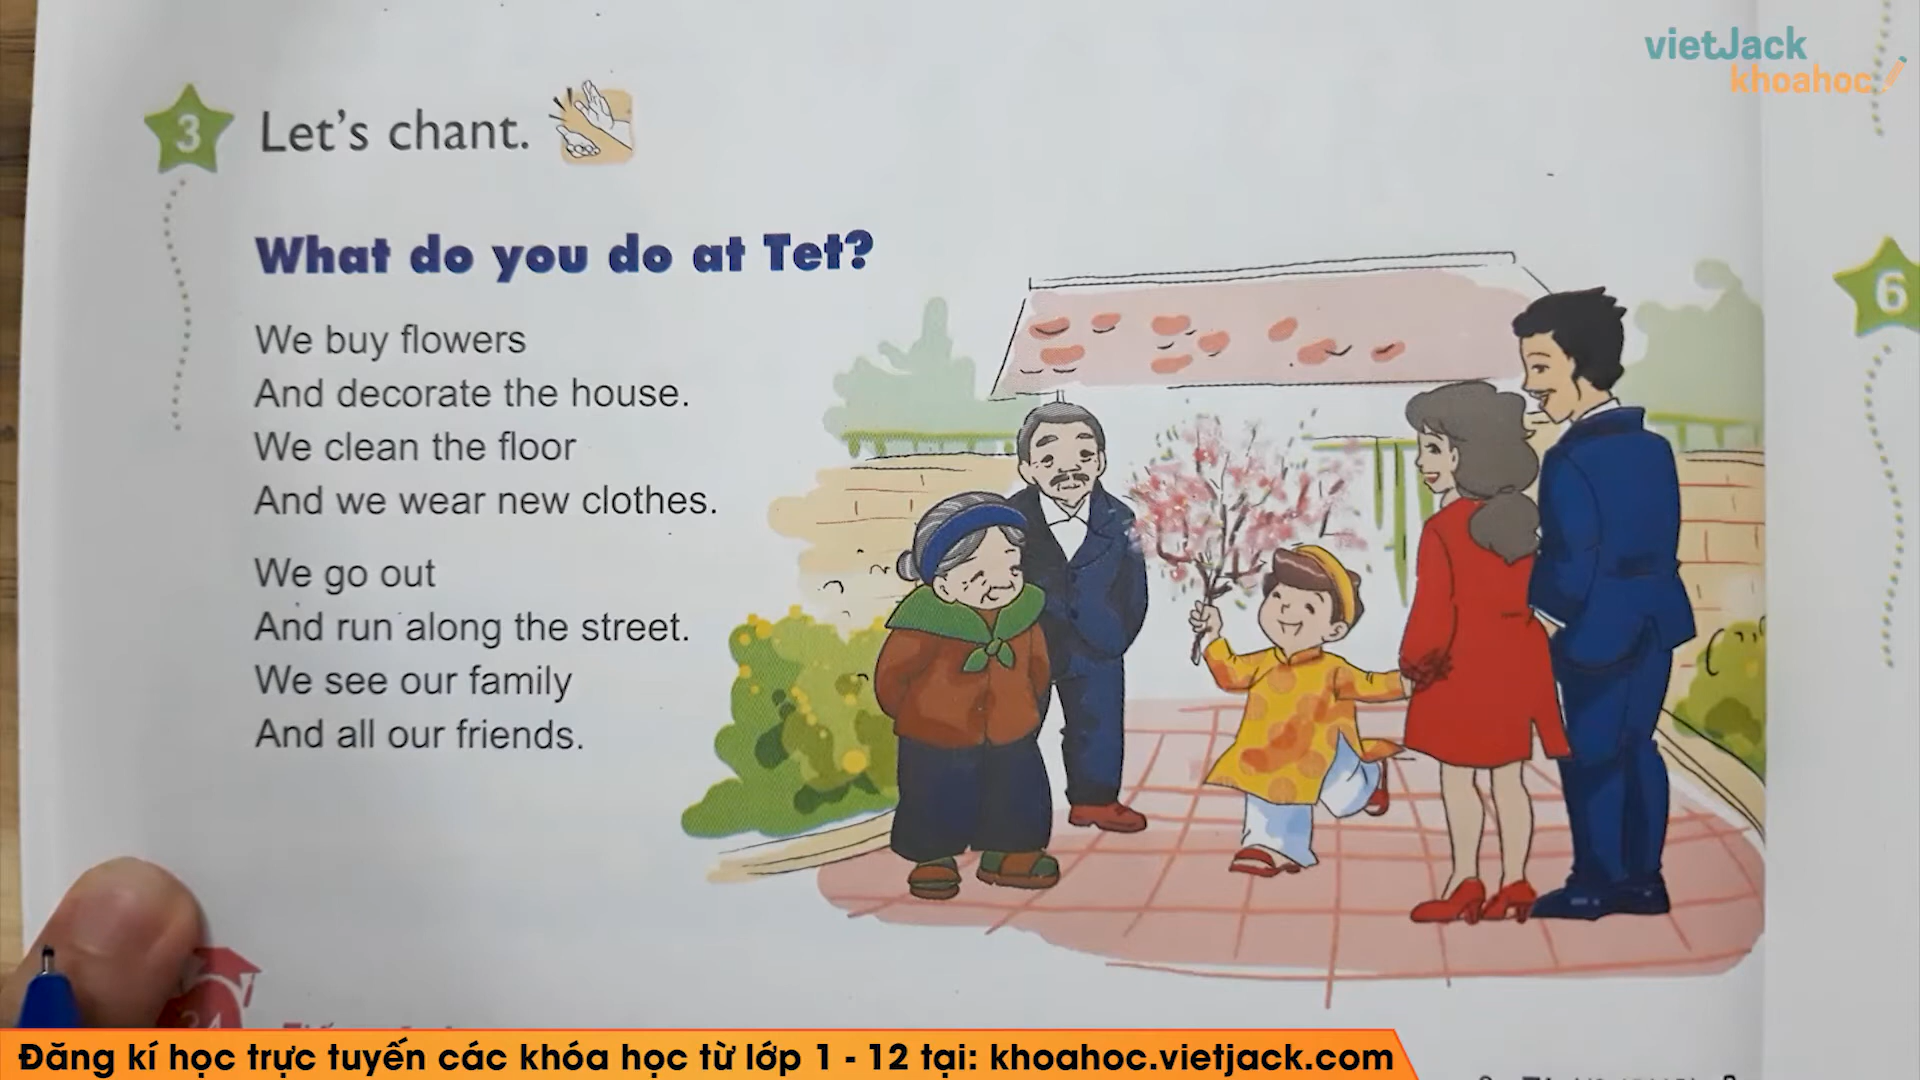 vietJack
khoahoc
3
Let's chant.
What do you do at Tet?
We buy flowers
And decorate the house.
We clean the floor
And we wear new clothes.
We go out
And run along the street.
We see our family
And all our friends.
6
Đăng kí học trực tuyến các khóa học từ lớp 1 - 12 tại: khoahoc.vietjack.com